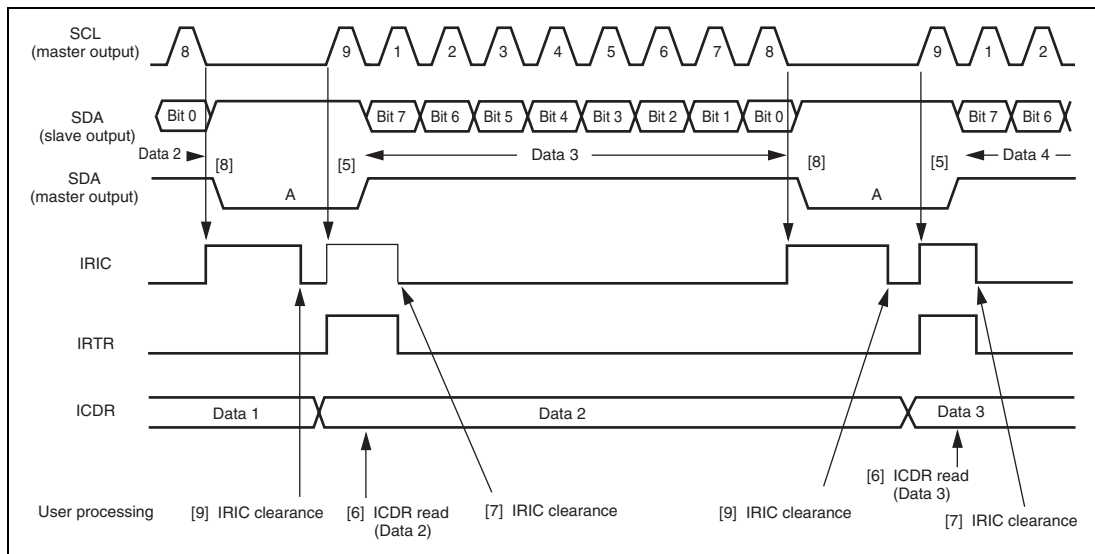 SCL
(master output)
8 9 1 2 3 4 5 6 7 8 9 1 2
SDA
(slave output)
Bit 0 Bit 7 Bit 6 Bit 5 Bit 4 Bit 3 Bit 2 Bit 1 Bit 0 Bit 7 Bit 6
Data 2 [8] [5] Data 3 [8] [5] Data 4
SDA
(master output)
A A
IRIC
IRTR
ICDR
Data 1 Data 2 Data 3
User processing
[9] IRIC clearance
[6] ICDR read
(Data 2)
[7] IRIC clearance
[9] IRIC clearance
[6] ICDR read
(Data 3)
[7] IRIC clearance